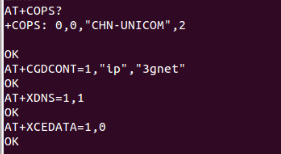 AT+COPS?
+COPS: 0,0,"CHN-UNICOM",2
OK
AT+CGDCONT=1,"ip","3gnet"
OK
AT+XDNS=1,1
OK
AT+XCEDATA=1,0
OK